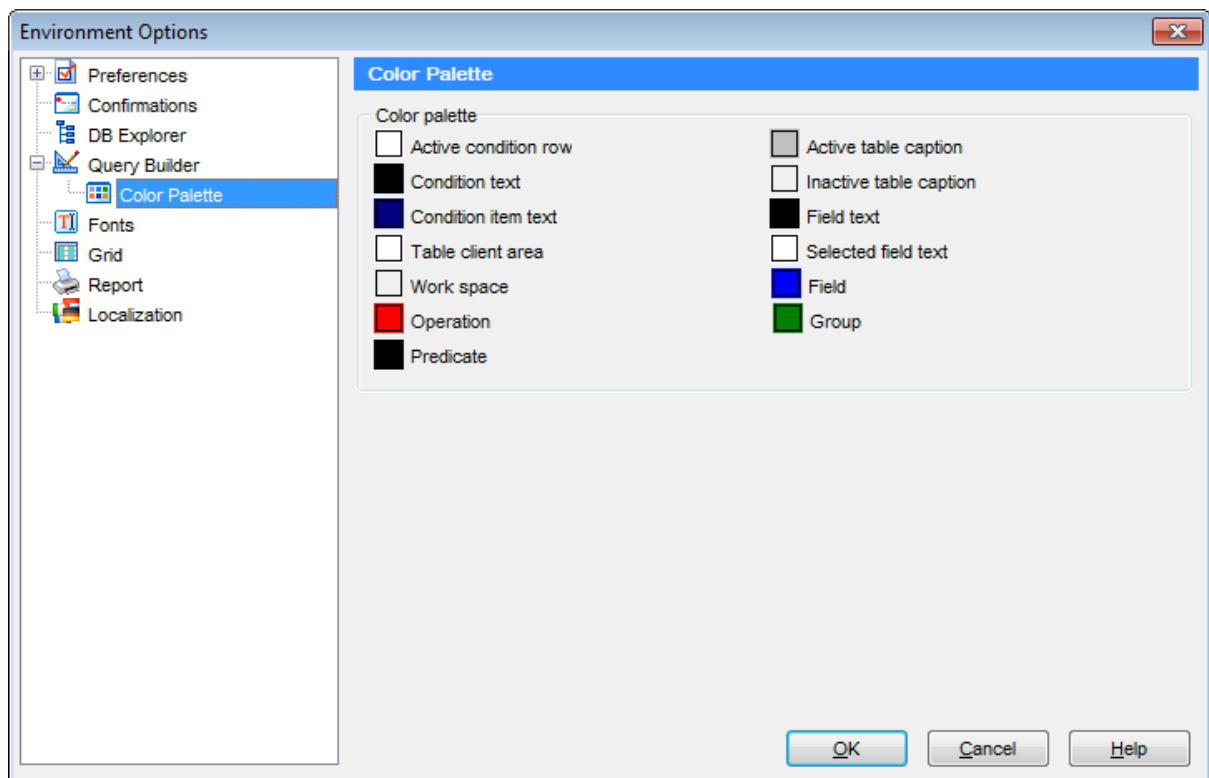 Environment Options
Preferences
Confirmations
DB Explorer
Query Builder
Color Palette
Fonts
Grid
Report
Localization
Color Palette
Color palette
Active condition row
Condition text
Condition item text
Table client area
Work space
Operation
Predicate
Active table caption
Inactive table caption
Field text
Selected field text
Field
Group
OK
Cancel
Help